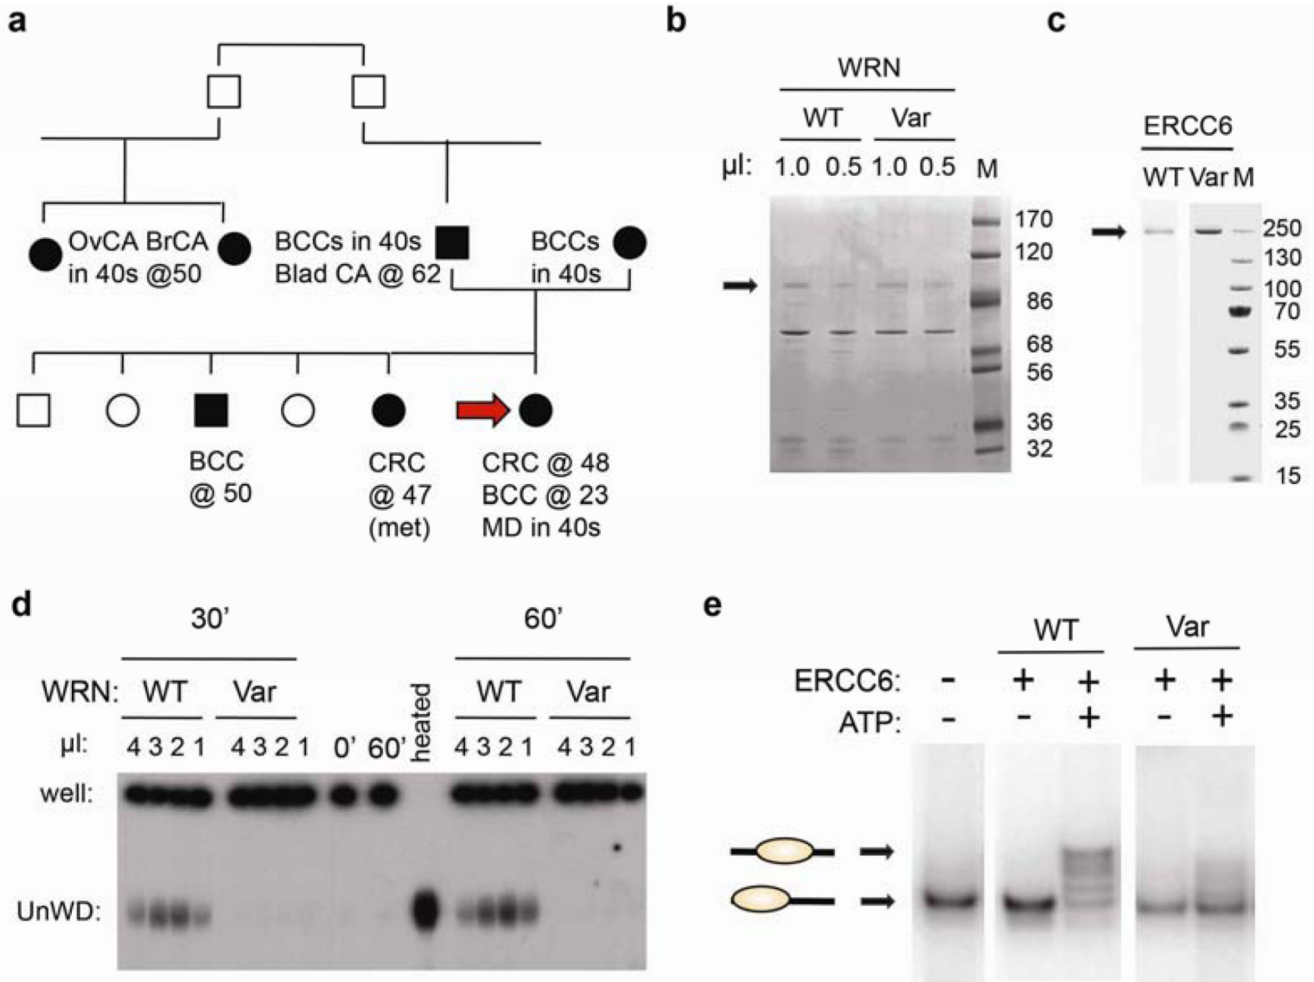 a
OvCA BrCA
in 40s @50
BCCs in 40s
Blad CA @ 62
BCCs
in 40s
BCC
@ 50
CRC
@ 47
(met)
CRC @ 48
BCC @ 23
MD in 40s
b
WRN
WT Var
µl: 1.0 0.5 1.0 0.5 M
170
120
86
68
56
36
32
c
ERCC6
WT Var M
250
130
100
70
55
35
25
15
d
30’ 60’
WRN: WT Var heated WT Var
µl: 4 3 2 1 4 3 2 1 0’ 60’ 4 3 2 1 4 3 2 1
well:
UnWD:
e
WT Var
ERCC6: - + + + +
ATP: - - + - +